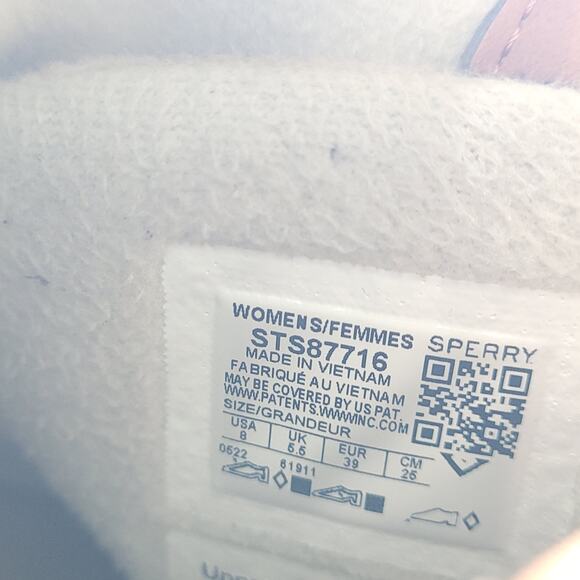 WOMENS/FEMMES
SPERRY
STS87716
MADE IN VIETNAM
FABRIQUÉ AU VIETNAM
MAY BE COVERED BY US PAT.
WWW.PATENTS.WWWINC.COM
SIZE/GRANDEUR
USA UK EUR CM
8 5.5 39 25
0522 61911